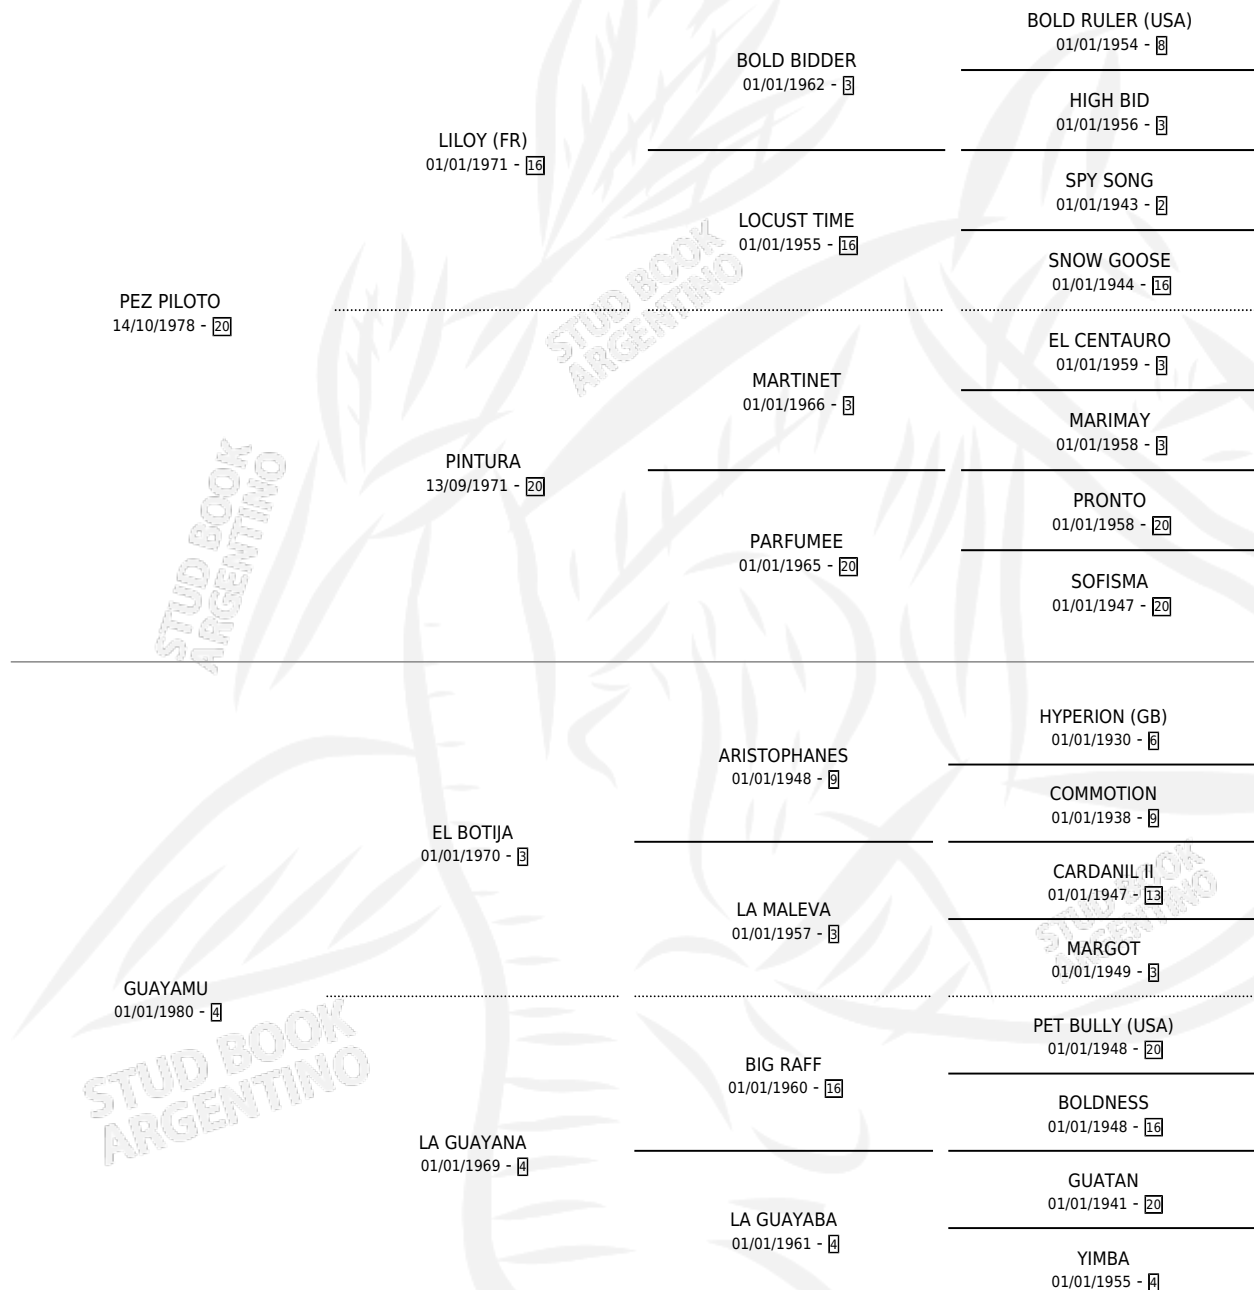 BOLD RULER (USA)
01/01/1954 - 8
BOLD BIDDER
01/01/1962 - 3
HIGH BID
01/01/1956 - 3
LILOY (FR)
01/01/1971 - 16
SPY SONG
01/01/1943 - 2
LOCUST TIME
01/01/1955 - 16
SNOW GOOSE
01/01/1944 - 16
PEZ PILOTO
14/10/1978 - 20
STUD BOOK
ARGENTINO
EL CENTAURO
01/01/1959 - 3
MARTINET
01/01/1966 - 3
MARIMAY
01/01/1958 - 3
PINTURA
13/09/1971 - 20
PRONTO
01/01/1958 - 20
PARFUMEE
01/01/1965 - 20
SOFISMA
01/01/1947 - 20
STUD BOOK
ARGENTINO
HYPERION (GB)
01/01/1930 - 6
ARISTOPHANES
01/01/1948 - 9
COMMOTION
01/01/1938 - 9
EL BOTIJA
01/01/1970 - 3
CARDANIL II
01/01/1947 - 13
LA MALEVA
01/01/1957 - 3
STUD BOOK
ARGENTINO
MARGOT
01/01/1949 - 3
GUAYAMU
01/01/1980 - 4
PET BULLY (USA)
01/01/1948 - 20
BIG RAFF
01/01/1960 - 16
STUD BOOK
ARGENTINO
BOLDNESS
01/01/1948 - 16
LA GUAYANA
01/01/1969 - 4
GUATAN
01/01/1941 - 20
LA GUAYABA
01/01/1961 - 4
YIMBA
01/01/1955 - 4